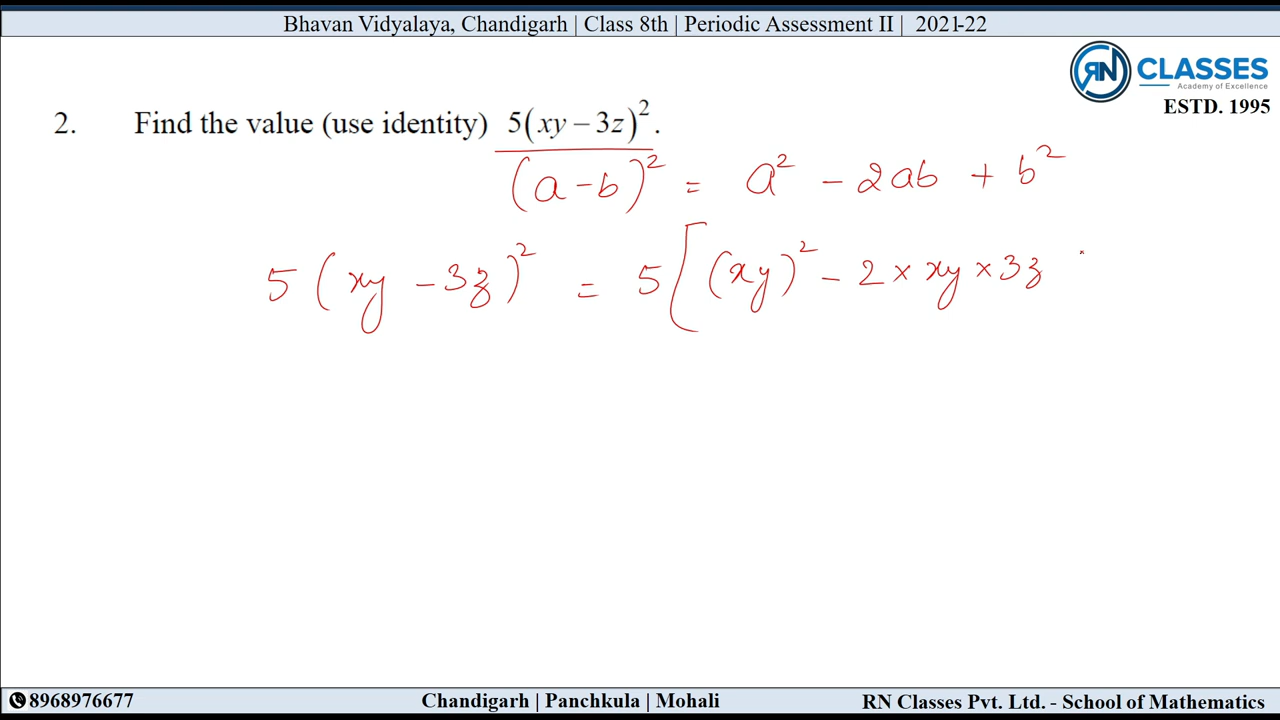 Bhavan Vidyalaya, Chandigarh | Class 8th | Periodic Assessment II | 2021-22
RN CLASSES
Academy of Excellence
ESTD. 1995
2. Find the value (use identity) 5(xy − 3z)².
(a − b)² = a² − 2ab + b²
5 (xy − 3z)² = 5 [(xy)² − 2 × xy × 3z
8968976677 Chandigarh | Panchkula | Mohali RN Classes Pvt. Ltd. - School of Mathematics